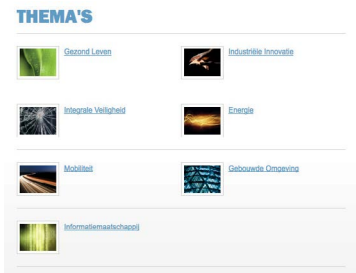 THEMA'S
Gezond Leven
Industriële Innovatie
Integrale Veiligheid
Energie
Mobiliteit
Gebouwde Omgeving
Informatiemaatschappij